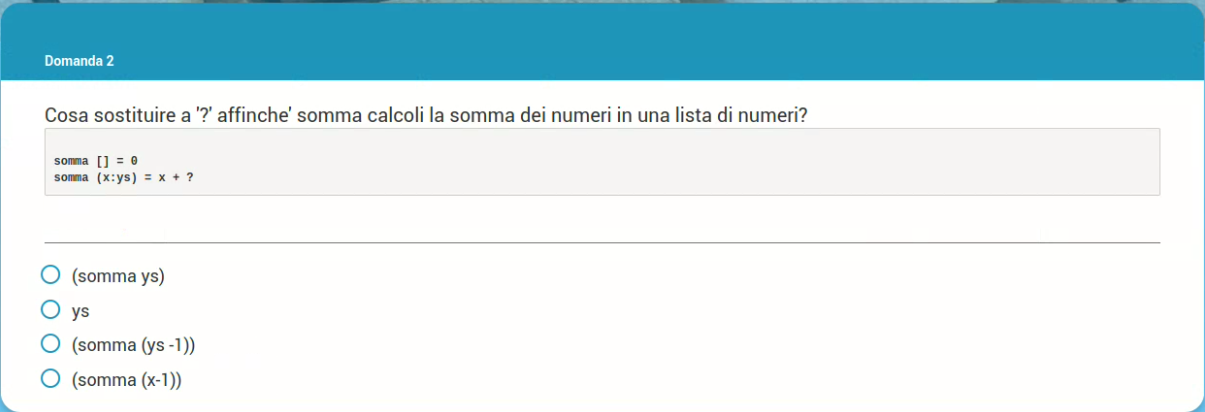 Domanda 2
Cosa sostituire a '?' affinche' somma calcoli la somma dei numeri in una lista di numeri?
somma [] = 0
somma (x:ys) = x + ?
(somma ys)
ys
(somma (ys -1))
(somma (x-1))